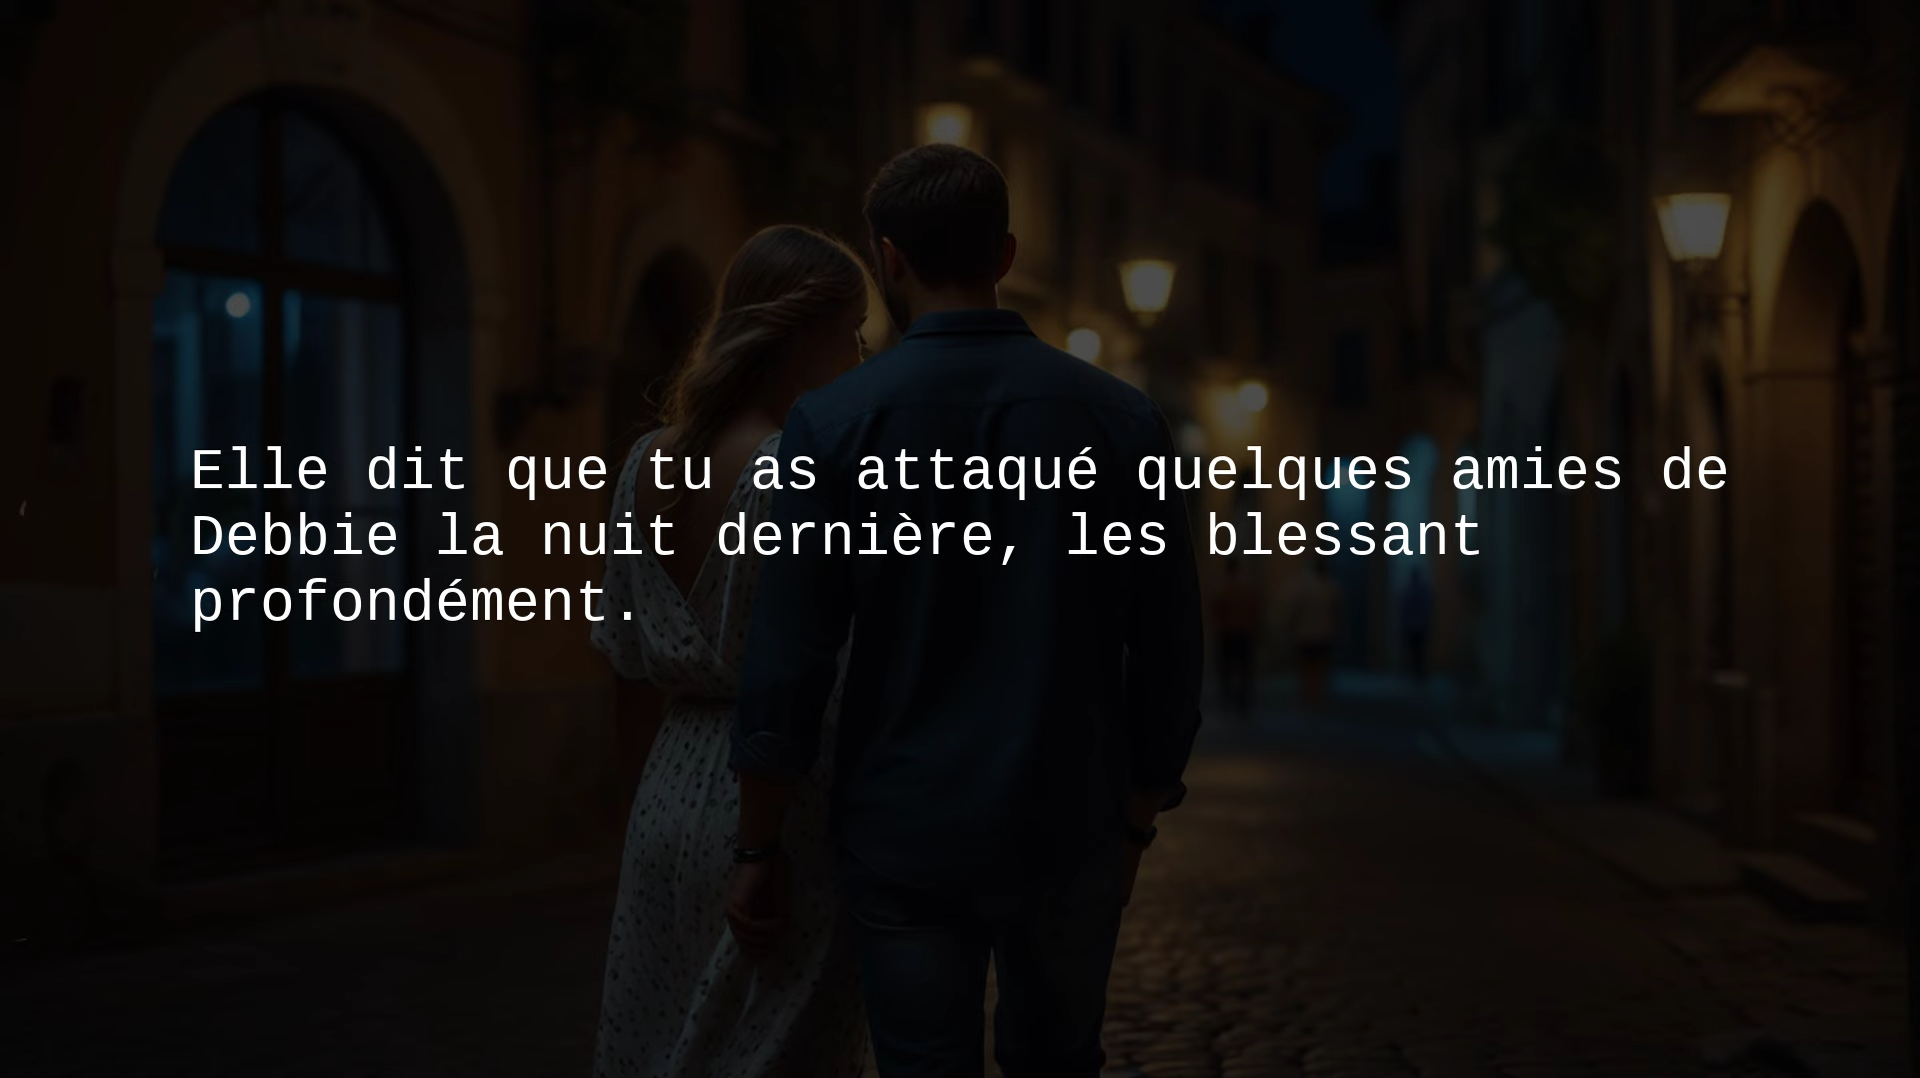 Elle dit que tu as attaqué quelques amies de
Debbie la nuit dernière, les blessant
profondément.